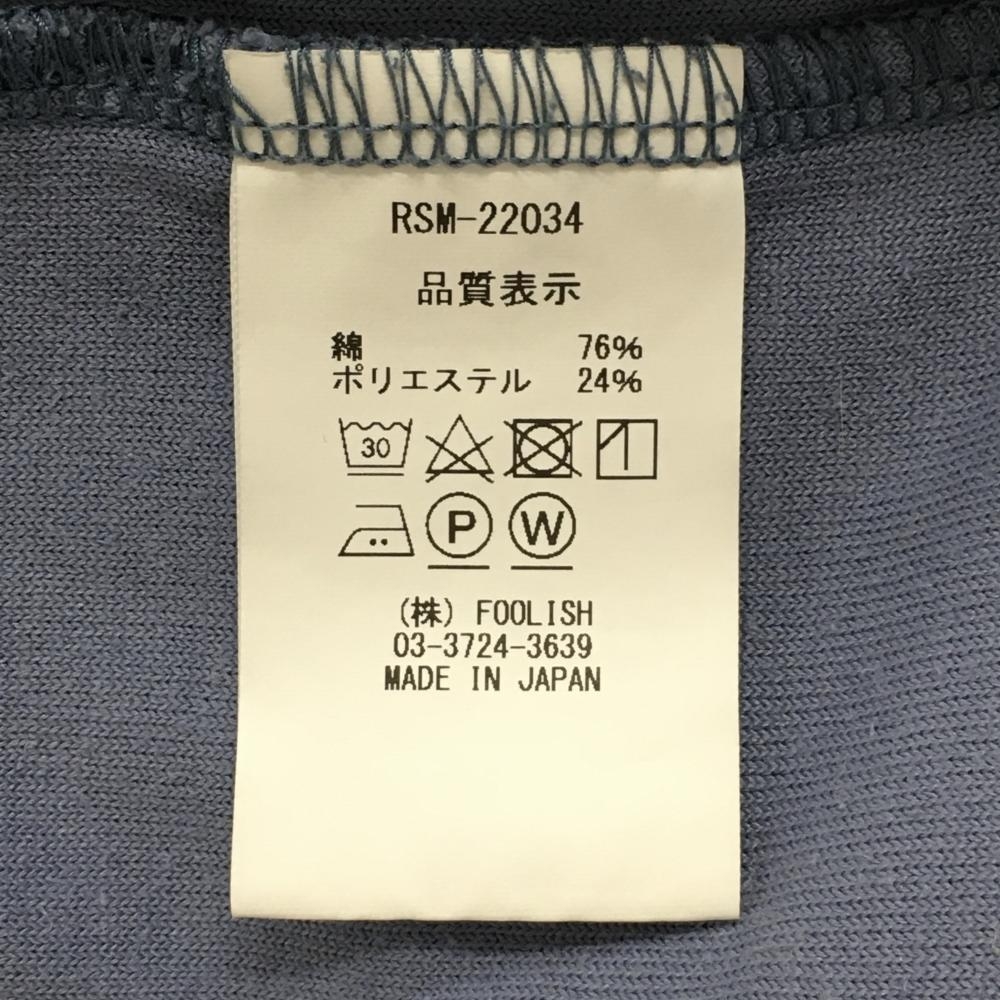 RSM-22034
品質表示
綿 76%
ポリエステル 24%
30
P W
(株) FOOLISH
03-3724-3639
MADE IN JAPAN